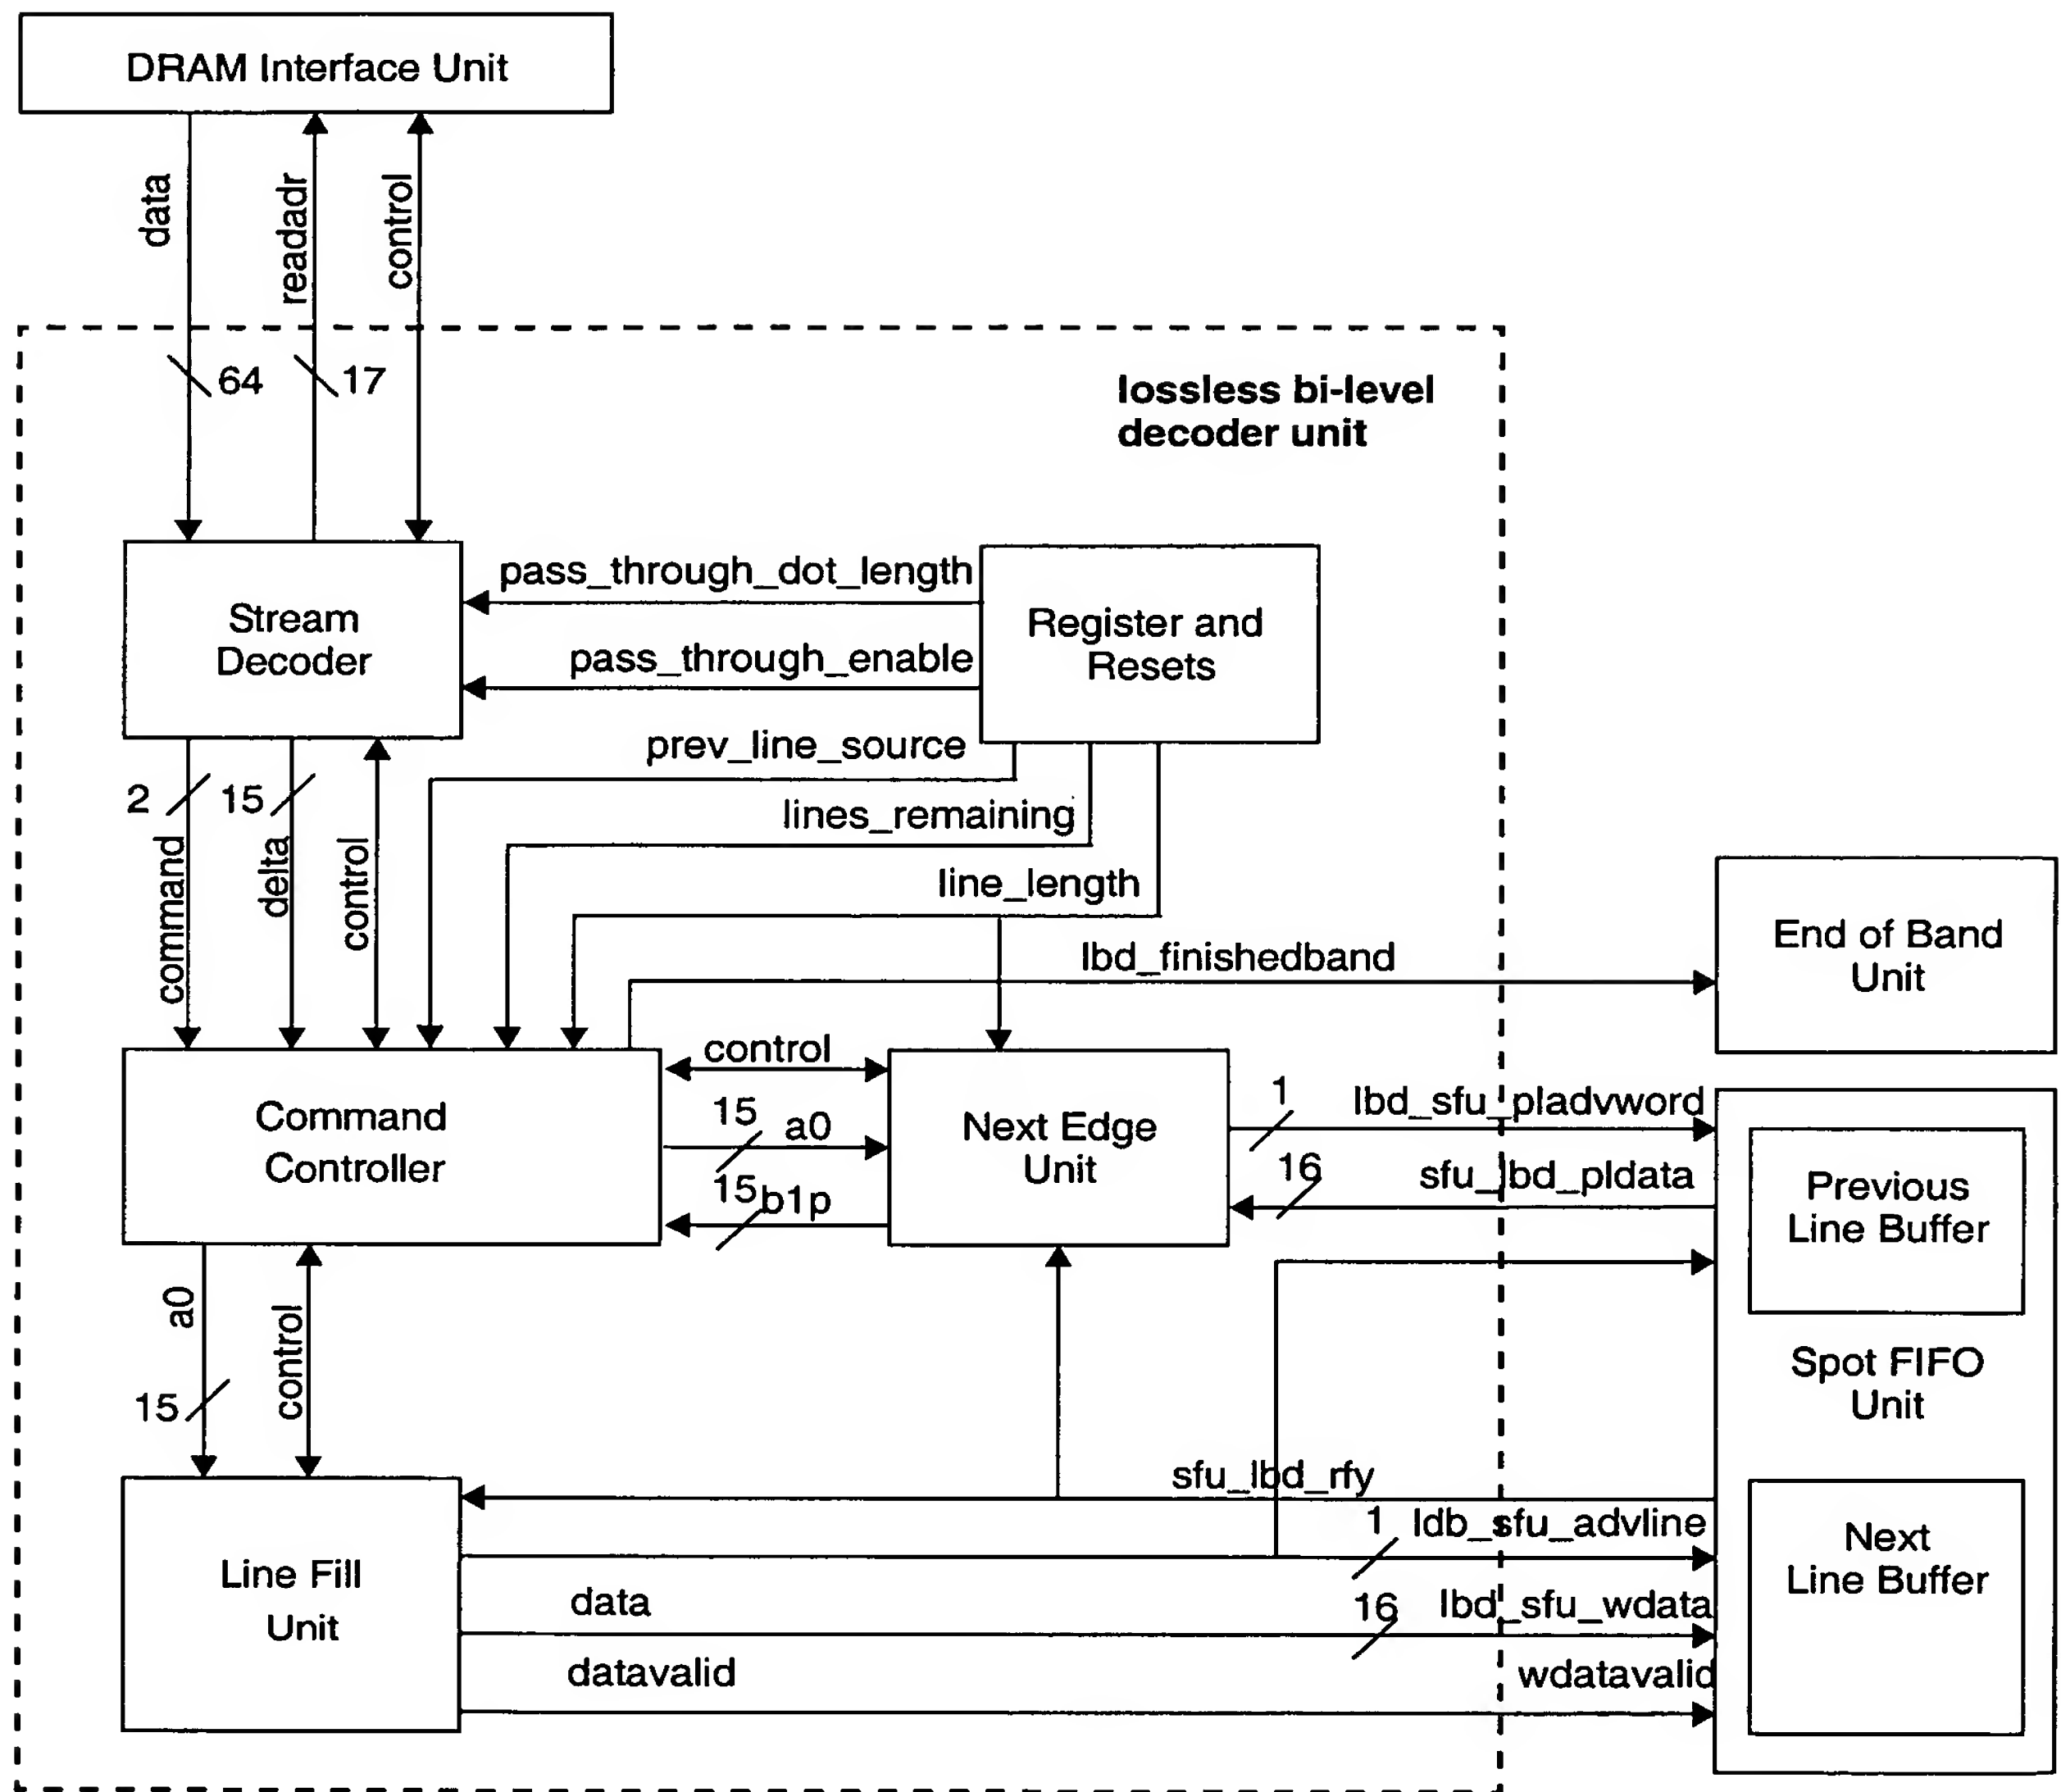 DRAM Interface Unit
data
readadr
control
64
17
lossless bi-level
decoder unit
pass_through_dot_length
Stream
Decoder
Register and
Resets
pass_through_enable
prev_line_source
2
15
lines_remaining
command
delta
control
line_length
lbd_finishedband
End of Band
Unit
control
Command
Controller
15
a0
Next Edge
Unit
15
b1p
1
lbd_sfu_pladvword
16
sfu_lbd_pldata
Previous
Line Buffer
a0
control
15
Spot FIFO
Unit
sfu_lbd_rfy
1
ldb_sfu_advline
Next
Line Buffer
Line Fill
Unit
data
16
lbd_sfu_wdata
datavalid
wdatavalid